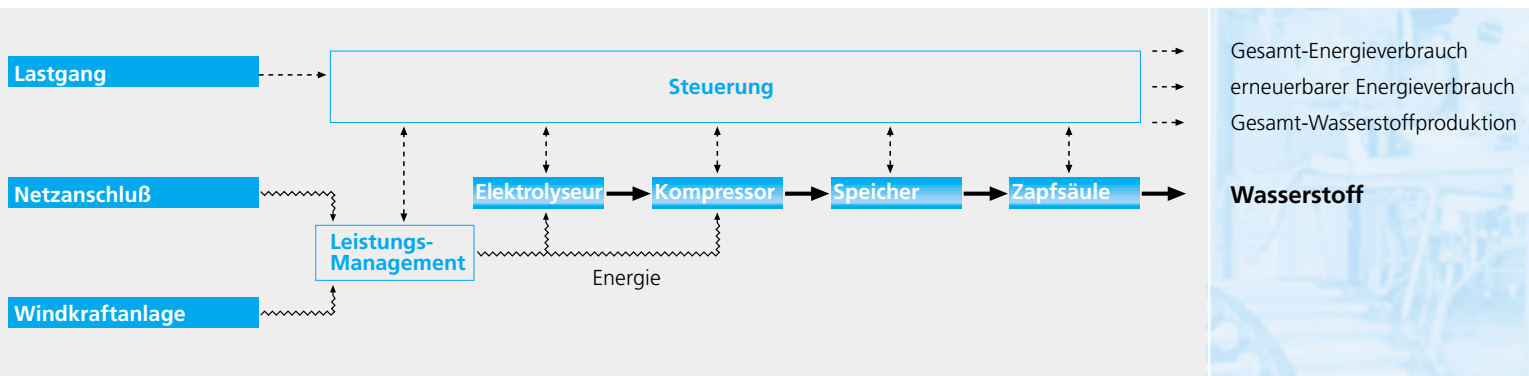 Lastgang
Steuerung
Gesamt-Energieverbrauch
erneuerbarer Energieverbrauch
Gesamt-Wasserstoffproduktion
Netzanschluß
Elektrolyseur
Kompressor
Speicher
Zapfsäule
Wasserstoff
Leistungs-
Management
Energie
Windkraftanlage